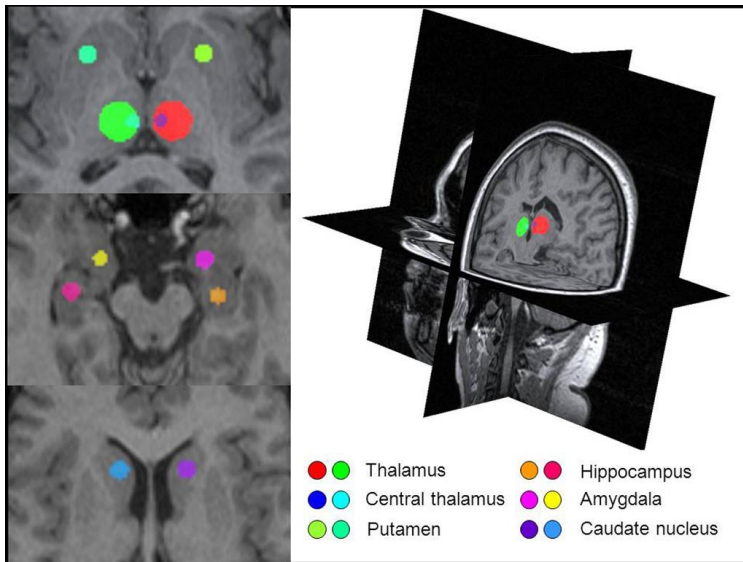 Thalamus
Hippocampus
Central thalamus
Amygdala
Putamen
Caudate nucleus